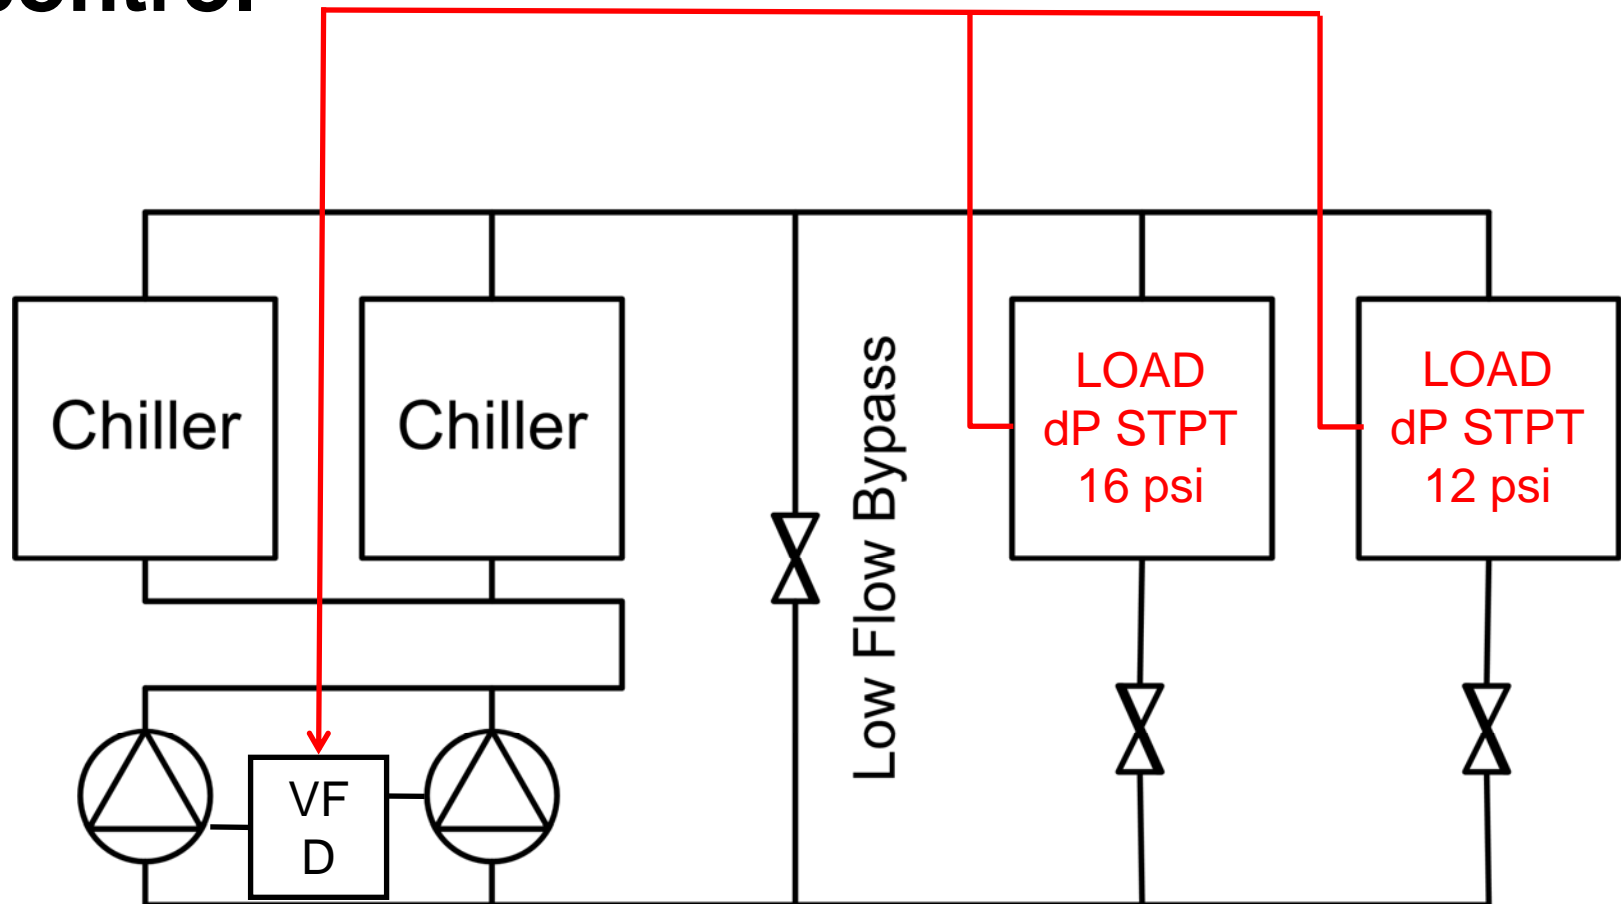 Chiller
Chiller
Low Flow Bypass
LOAD
dP STPT
16 psi
LOAD
dP STPT
12 psi
VF
D